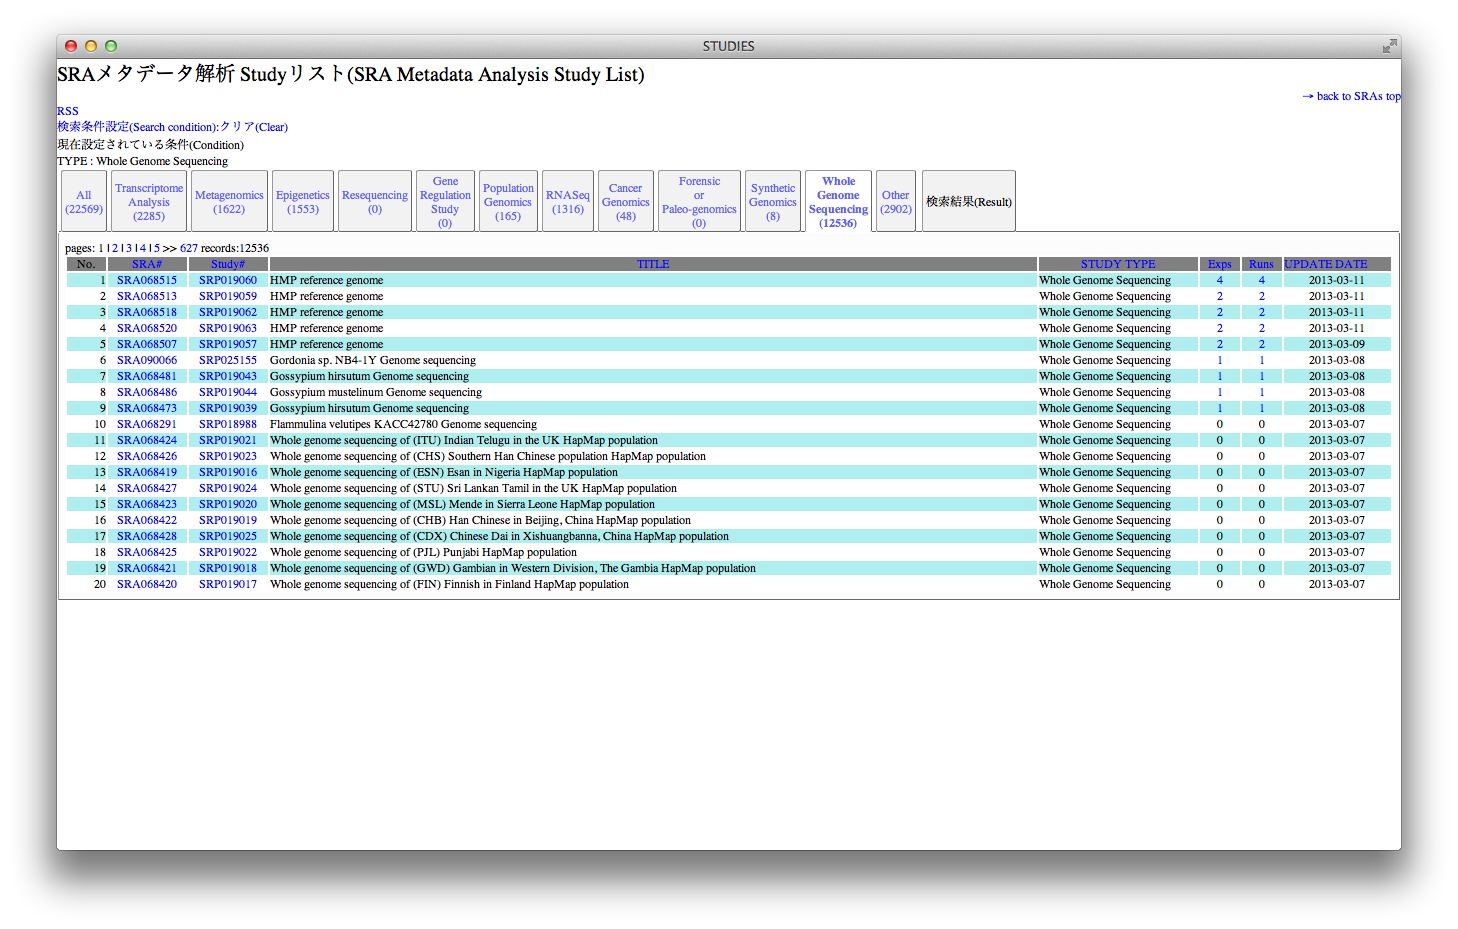 STUDIES
SRAメタデータ解析 Studyリスト(SRA Metadata Analysis Study List)
→ back to SRAs top
RSS
検索条件設定(Search condition):クリア(Clear)
現在設定されている条件(Condition)
TYPE : Whole Genome Sequencing
All (22569)
Transcriptome Analysis (2285)
Metagenomics (1622)
Epigenetics (1553)
Resequencing (0)
Gene Regulation Study (0)
Population Genomics (165)
RNASeq (1316)
Cancer Genomics (48)
Forensic or Paleo-genomics (0)
Synthetic Genomics (8)
Whole Genome Sequencing (12536)
Other (2902)
検索結果(Result)
pages: 1 | 2 | 3 | 4 | 5 >> 627 records:12536
No. SRA# Study# TITLE STUDY TYPE Exps Runs UPDATE DATE
1 SRA068515 SRP019060 HMP reference genome Whole Genome Sequencing 4 4 2013-03-11
2 SRA068513 SRP019059 HMP reference genome Whole Genome Sequencing 2 2 2013-03-11
3 SRA068518 SRP019062 HMP reference genome Whole Genome Sequencing 2 2 2013-03-11
4 SRA068520 SRP019063 HMP reference genome Whole Genome Sequencing 2 2 2013-03-11
5 SRA068507 SRP019057 HMP reference genome Whole Genome Sequencing 2 2 2013-03-09
6 SRA090066 SRP025155 Gordonia sp. NB4-1Y Genome sequencing Whole Genome Sequencing 1 1 2013-03-08
7 SRA068481 SRP019043 Gossypium hirsutum Genome sequencing Whole Genome Sequencing 1 1 2013-03-08
8 SRA068486 SRP019044 Gossypium mustelinum Genome sequencing Whole Genome Sequencing 1 1 2013-03-08
9 SRA068473 SRP019039 Gossypium hirsutum Genome sequencing Whole Genome Sequencing 1 1 2013-03-08
10 SRA068291 SRP018988 Flammulina velutipes KACC42780 Genome sequencing Whole Genome Sequencing 0 0 2013-03-07
11 SRA068424 SRP019021 Whole genome sequencing of (ITU) Indian Telugu in the UK HapMap population Whole Genome Sequencing 0 0 2013-03-07
12 SRA068426 SRP019023 Whole genome sequencing of (CHS) Southern Han Chinese population HapMap population Whole Genome Sequencing 0 0 2013-03-07
13 SRA068419 SRP019016 Whole genome sequencing of (ESN) Esan in Nigeria HapMap population Whole Genome Sequencing 0 0 2013-03-07
14 SRA068427 SRP019024 Whole genome sequencing of (STU) Sri Lankan Tamil in the UK HapMap population Whole Genome Sequencing 0 0 2013-03-07
15 SRA068423 SRP019020 Whole genome sequencing of (MSL) Mende in Sierra Leone HapMap population Whole Genome Sequencing 0 0 2013-03-07
16 SRA068422 SRP019019 Whole genome sequencing of (CHB) Han Chinese in Beijing, China HapMap population Whole Genome Sequencing 0 0 2013-03-07
17 SRA068428 SRP019025 Whole genome sequencing of (CDX) Chinese Dai in Xishuangbanna, China HapMap population Whole Genome Sequencing 0 0 2013-03-07
18 SRA068425 SRP019022 Whole genome sequencing of (PJL) Punjabi HapMap population Whole Genome Sequencing 0 0 2013-03-07
19 SRA068421 SRP019018 Whole genome sequencing of (GWD) Gambian in Western Division, The Gambia HapMap population Whole Genome Sequencing 0 0 2013-03-07
20 SRA068420 SRP019017 Whole genome sequencing of (FIN) Finnish in Finland HapMap population Whole Genome Sequencing 0 0 2013-03-07